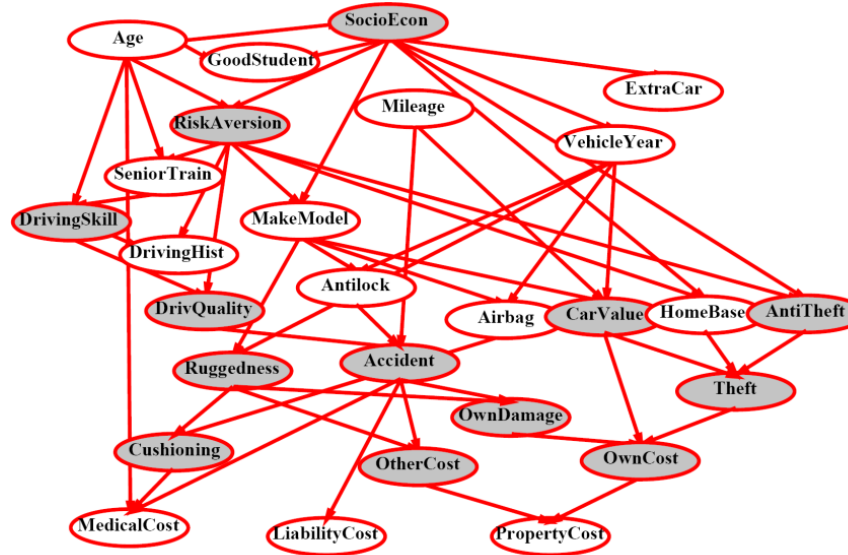 SocioEcon
Age
GoodStudent
ExtraCar
Mileage
RiskAversion
VehicleYear
SeniorTrain
DrivingSkill
MakeModel
DrivingHist
Antilock
DrivQuality
Airbag
CarValue
HomeBase
AntiTheft
Ruggedness
Accident
Theft
OwnDamage
Cushioning
OtherCost
OwnCost
MedicalCost
LiabilityCost
PropertyCost